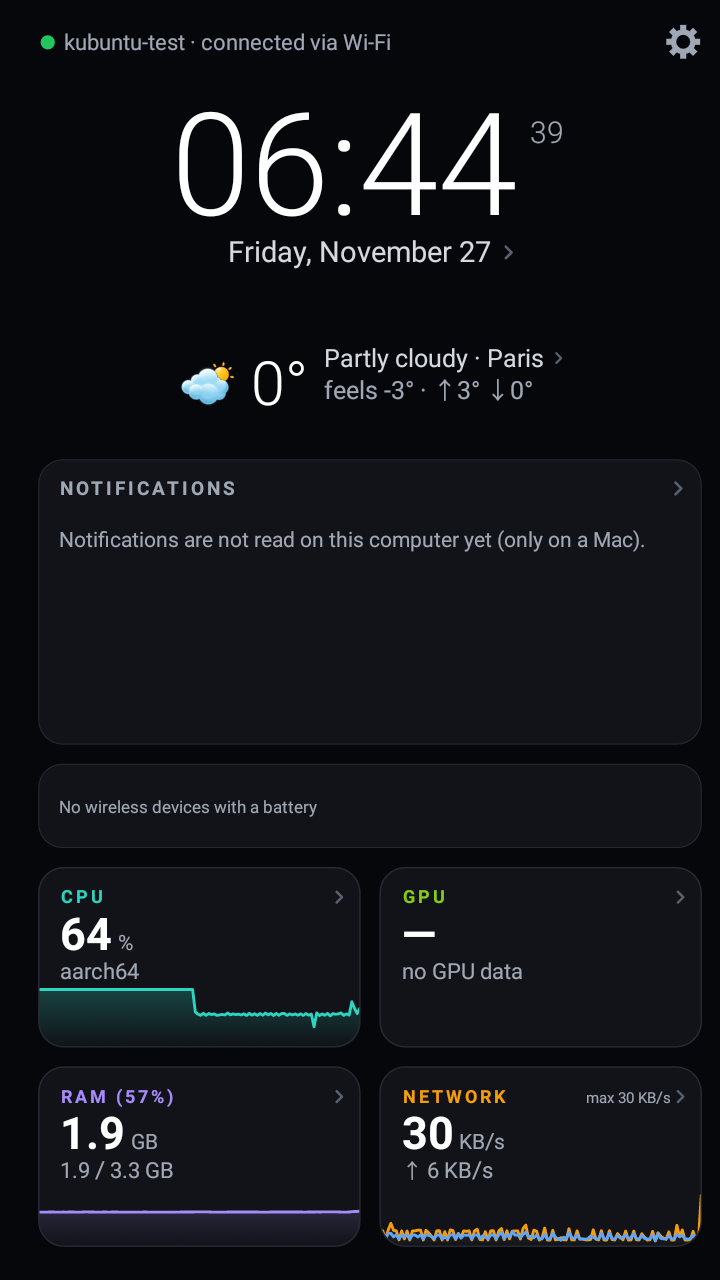 kubuntu-test · connected via Wi-Fi
06:44 39
Friday, November 27
0°
Partly cloudy · Paris
feels -3° · ↑3° ↓0°
NOTIFICATIONS
Notifications are not read on this computer yet (only on a Mac).
No wireless devices with a battery
CPU
64 %
aarch64
GPU
—
no GPU data
RAM (57%)
1.9 GB
1.9 / 3.3 GB
NETWORK max 30 KB/s
30 KB/s
↑ 6 KB/s